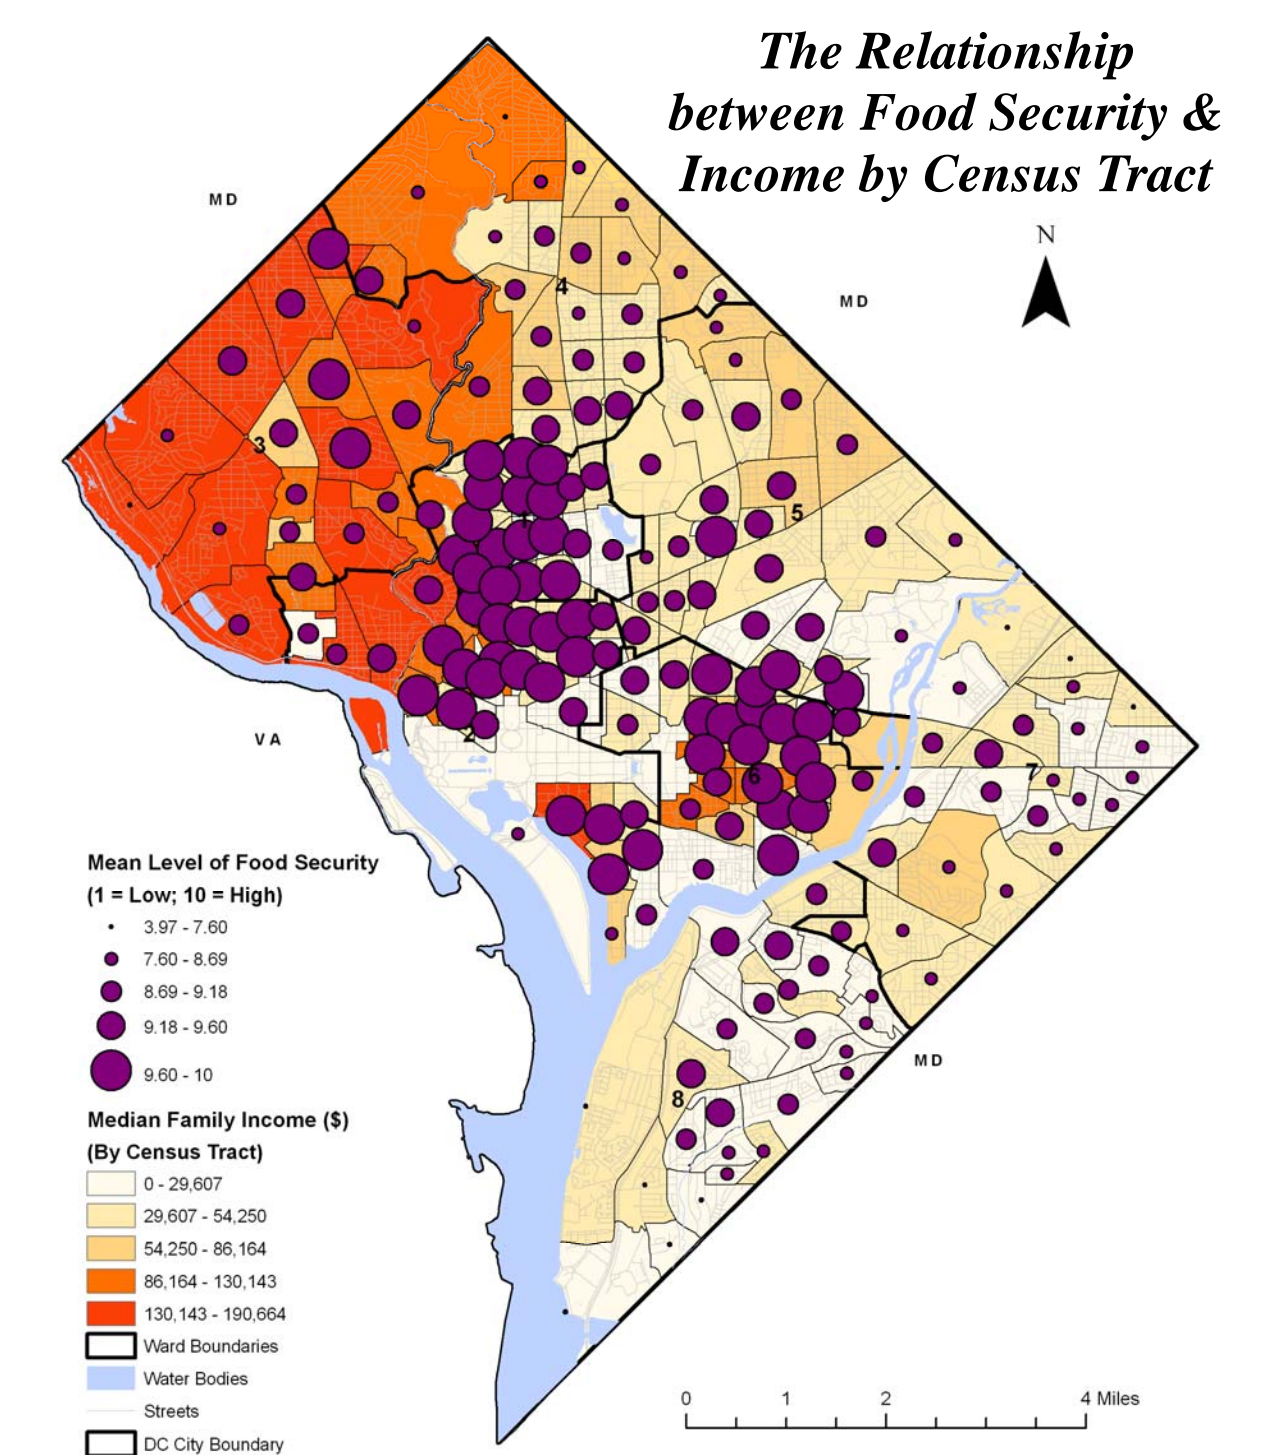 The Relationship
between Food Security &
Income by Census Tract
MD
N
MD
4
3
5
1
VA
2
6
7
Mean Level of Food Security
(1 = Low; 10 = High)
3.97 - 7.60
7.60 - 8.69
8.69 - 9.18
9.18 - 9.60
9.60 - 10
MD
8
Median Family Income ($)
(By Census Tract)
0 - 29,607
29,607 - 54,250
54,250 - 86,164
86,164 - 130,143
130,143 - 190,664
Ward Boundaries
Water Bodies
Streets
DC City Boundary
0 1 2 4 Miles